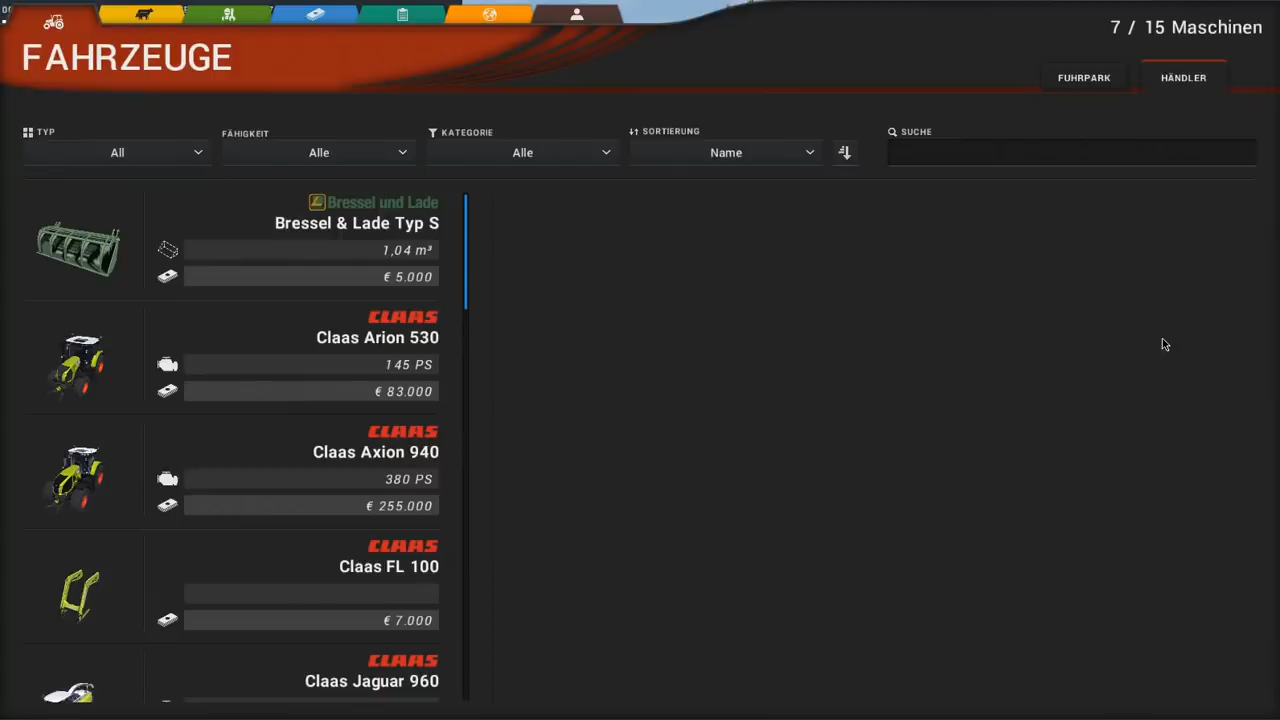 7 / 15 Maschinen
FAHRZEUGE
FUHRPARK
HÄNDLER
TYP
FÄHIGKEIT
KATEGORIE
SORTIERUNG
SUCHE
All
Alle
Alle
Name
Bressel und Lade
Bressel & Lade Typ S
1,04 m³
€ 5.000
CLAAS
Claas Arion 530
145 PS
€ 83.000
CLAAS
Claas Axion 940
380 PS
€ 255.000
CLAAS
Claas FL 100
€ 7.000
CLAAS
Claas Jaguar 960